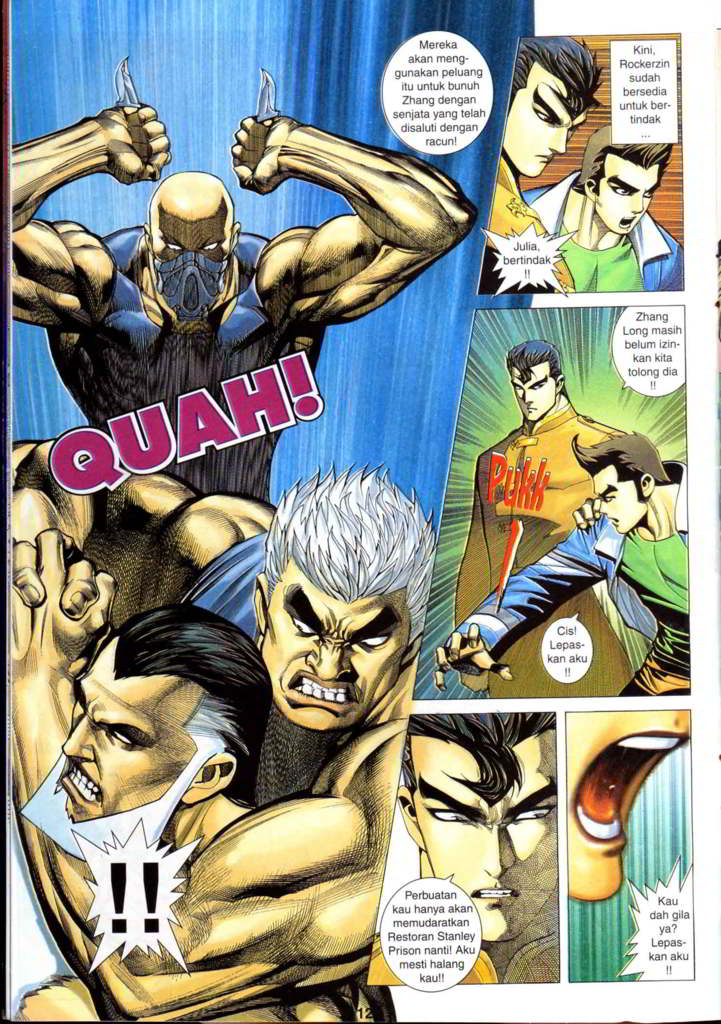 Mereka
akan meng-
gunakan peluang
itu untuk bunuh
Zhang dengan
senjata yang telah
disaluti dengan
racun!
QUAH!
!!
Kini,
Rockerzin
sudah
bersedia
untuk ber-
tindak
...
Julia,
bertindak
!!
Zhang
Long masih
belum izin-
kan kita
tolong dia
!!
Pukk
Cis!
Lepas-
kan aku
!!
Perbuatan
kau hanya akan
memudaratkan
Restoran Stanley
Prison nanti! Aku
mesti halang
kau!!
Kau
dah gila
ya?
Lepas-
kan aku
!!
12